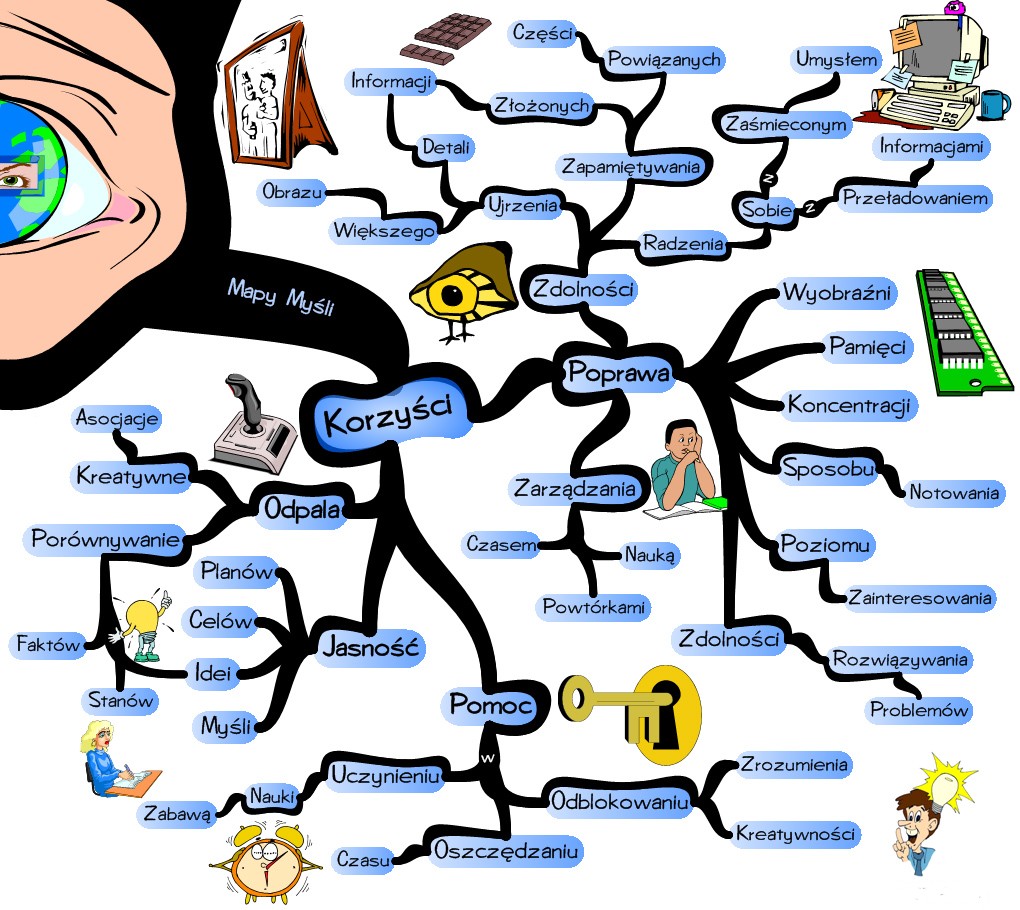 Mapy Myśli
Korzyści
Poprawa
Zdolności
Ujrzenia
Detali
Informacji
Złożonych
Większego
Obrazu
Zapamiętywania
Powiązanych
Części
Radzenia
Sobie
z
Zaśmieconym
Umysłem
z
Przeładowaniem
Informacjami
Wyobraźni
Pamięci
Koncentracji
Sposobu
Notowania
Poziomu
Zainteresowania
Zdolności
Rozwiązywania
Problemów
Zarządzania
Czasem
Nauką
Powtórkami
Pomoc
w
Odblokowaniu
Zrozumienia
Kreatywności
Oszczędzaniu
Czasu
Uczynieniu
Nauki
Zabawą
Jasność
Planów
Celów
Idei
Myśli
Odpala
Kreatywne
Asocjacje
Porównywanie
Faktów
Stanów